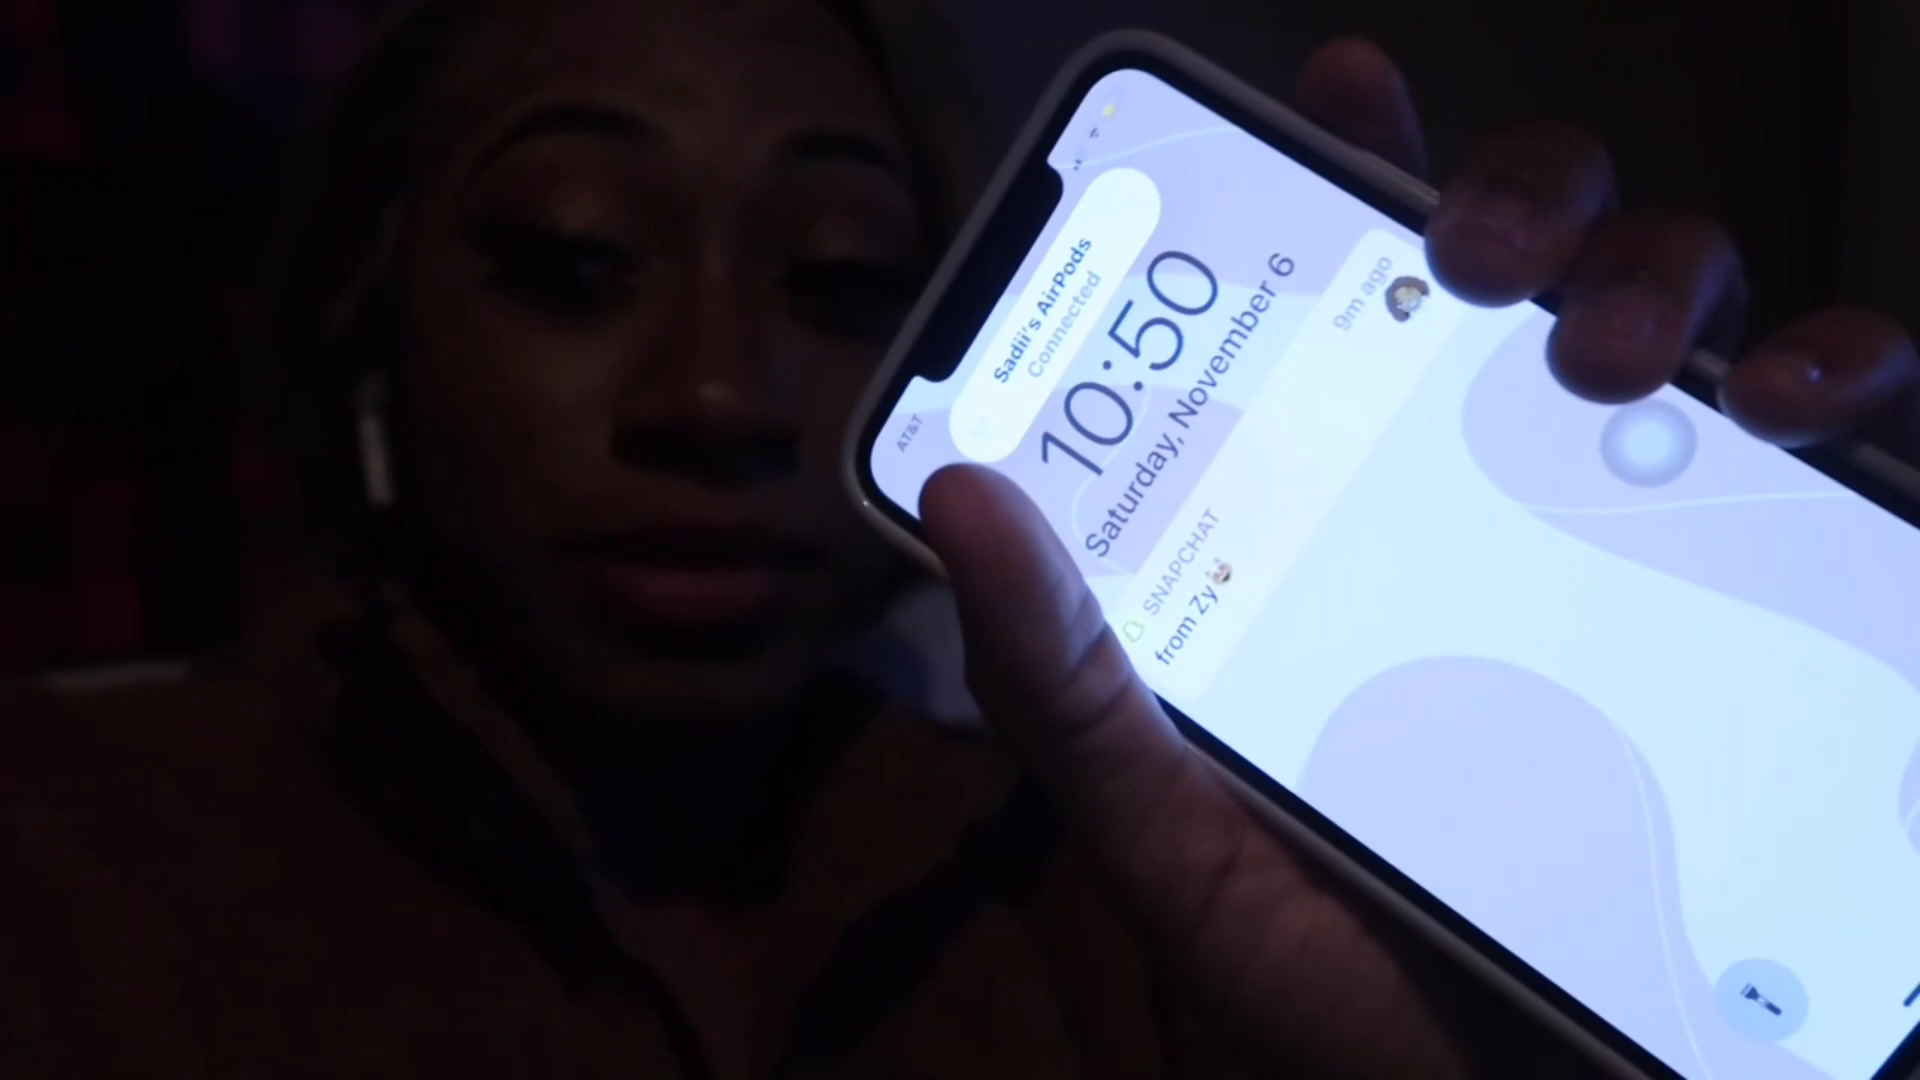 AT&T
Sadii's AirPods
Connected
10:50
Saturday, November 6
SNAPCHAT
9m ago
from Zy